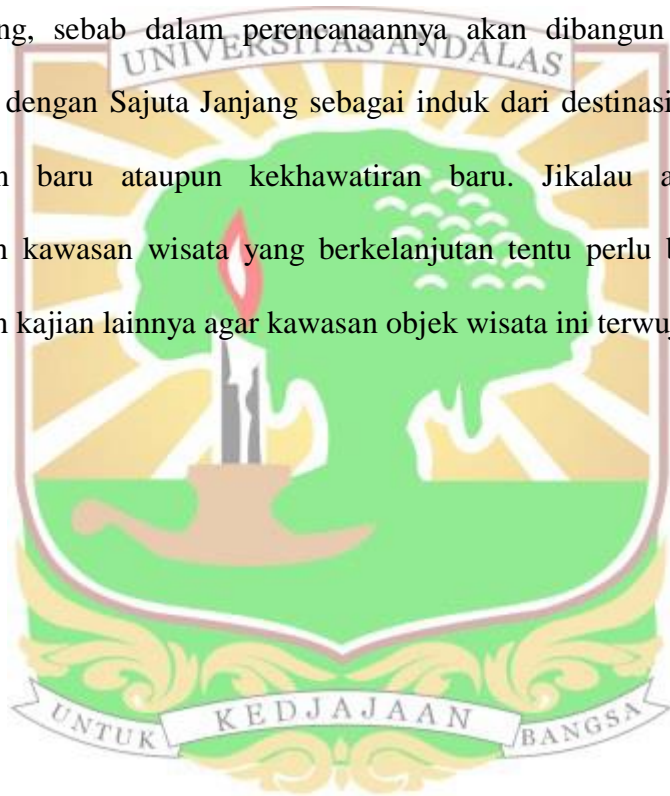 ng, sebab dalam perencanaannya akan dibangun
UNIVERSITAS ANDALAS
dengan Sajuta Janjang sebagai induk dari destinasi
baru ataupun kekhawatiran baru. Jikalau
kawasan wisata yang berkelanjutan tentu perlu
kajian lainnya agar kawasan objek wisata ini
UNTUK KEDJAJAAN BANGSA